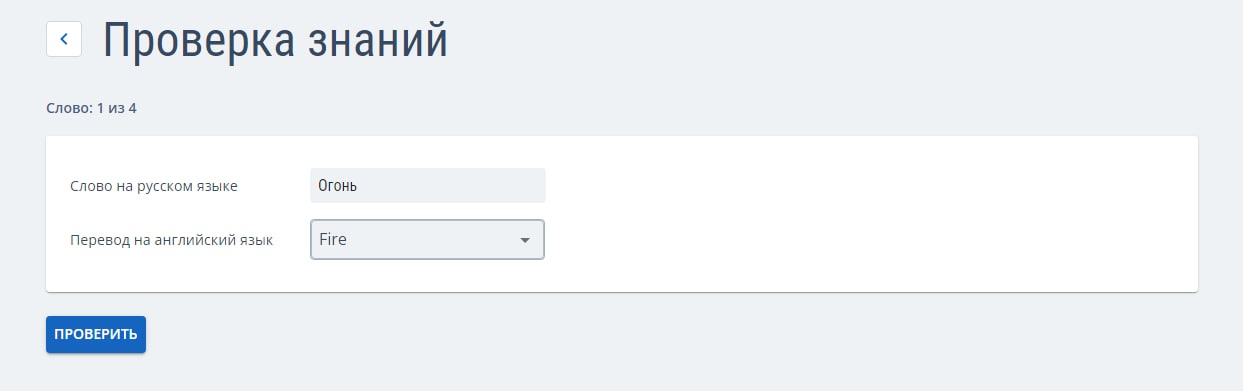 Проверка знаний
Слово: 1 из 4
Слово на русском языке Огонь
Перевод на английский язык Fire
ПРОВЕРИТЬ